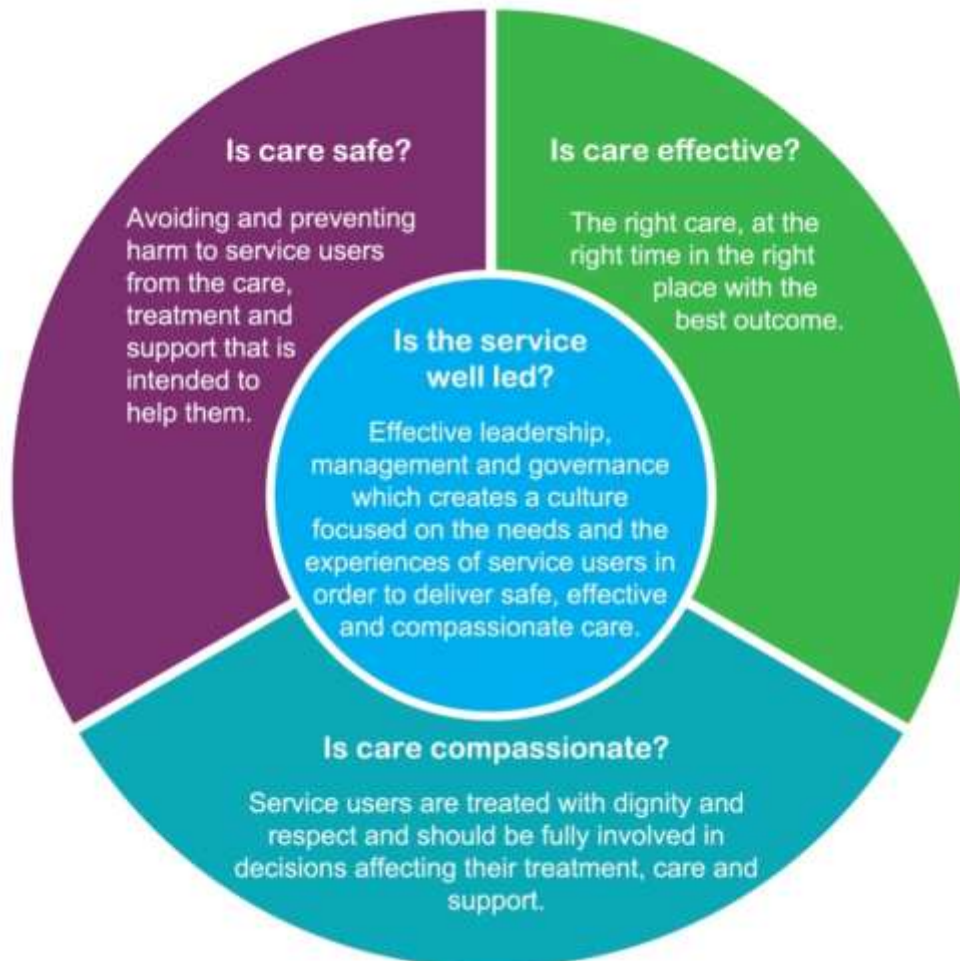 Is care safe?
Avoiding and preventing
harm to service users
from the care,
treatment and
support that is
intended to
help them.
Is care effective?
The right care, at the
right time in the right
place with the
best outcome.
Is the service
well led?
Effective leadership,
management and governance
which creates a culture
focused on the needs and the
experiences of service users in
order to deliver safe, effective
and compassionate care.
Is care compassionate?
Service users are treated with dignity and
respect and should be fully involved in
decisions affecting their treatment, care and
support.